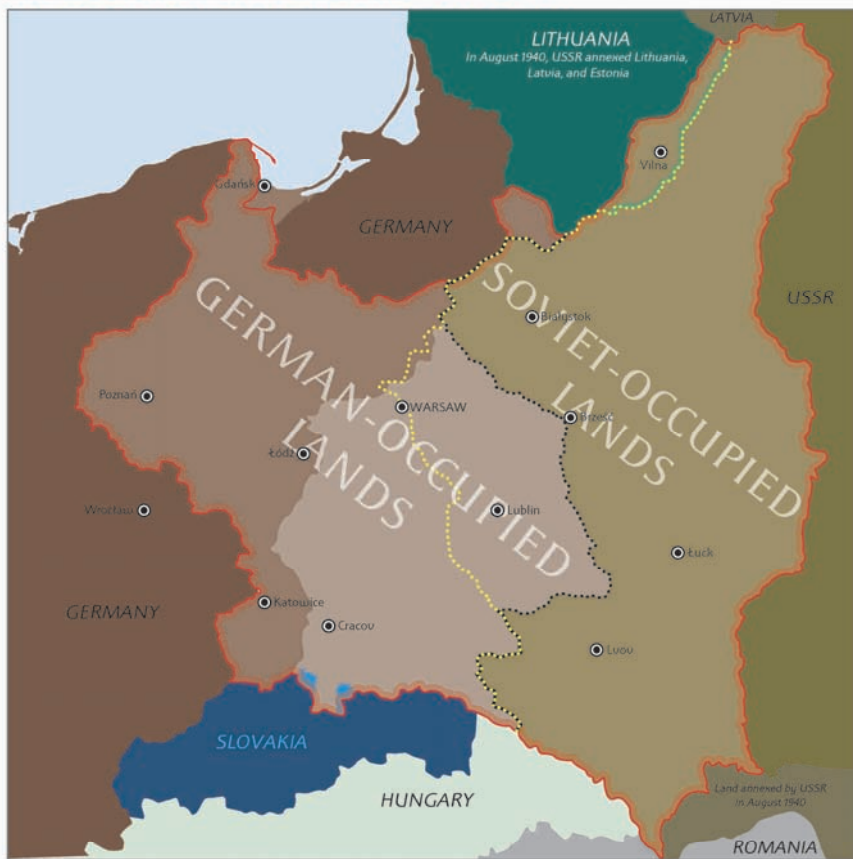 LATVIA
LITHUANIA
In August 1940, USSR annexed Lithuania,
Latvia, and Estonia
Vilna
Gdańsk
GERMANY
USSR
GERMAN-OCCUPIED
LANDS
SOVIET-OCCUPIED
LANDS
Białystok
Poznań
WARSAW
Brześć
Łódź
Wrocław
Lublin
Łuck
GERMANY
Katowice
Cracov
Lvov
SLOVAKIA
HUNGARY
Land annexed by USSR
in August 1940
ROMANIA